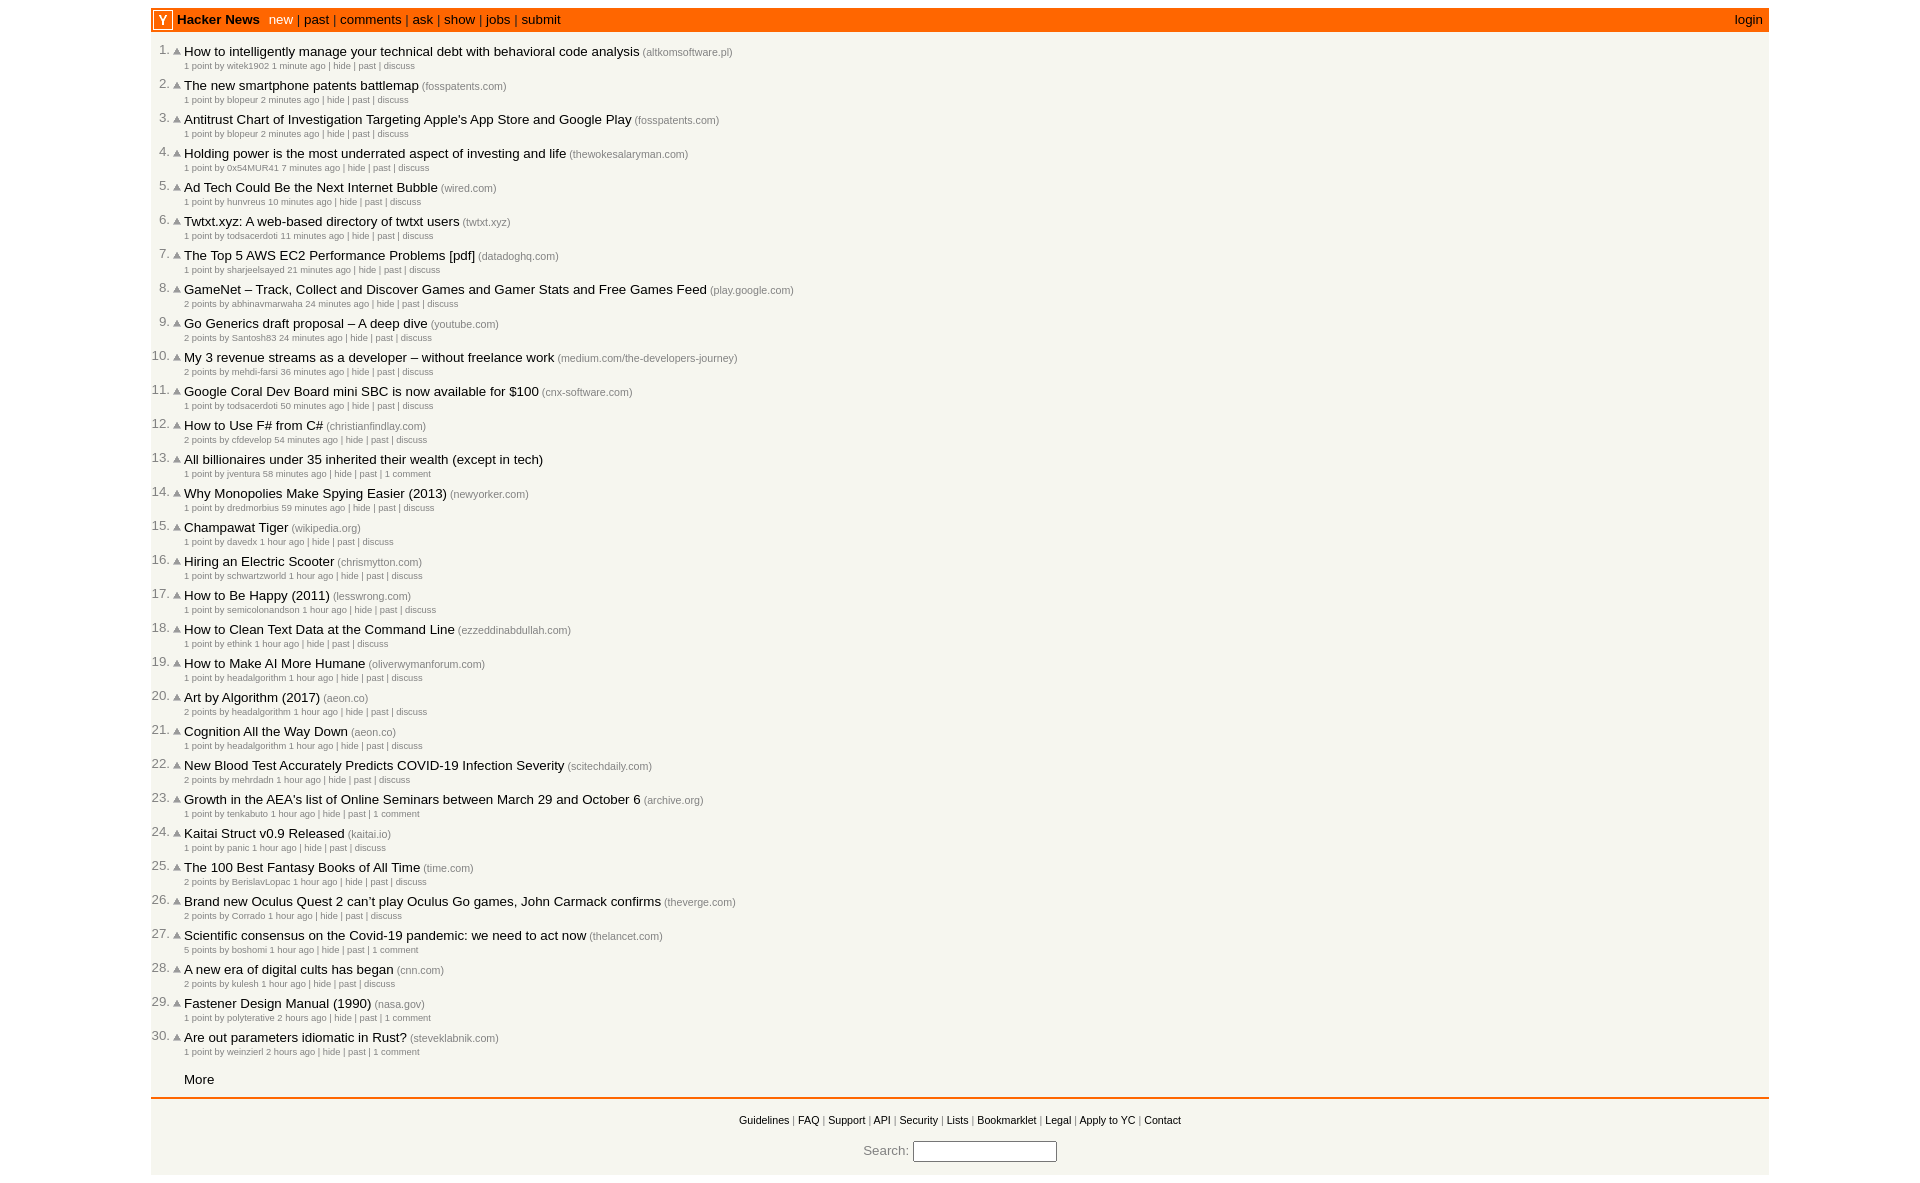 Y Hacker News new | past | comments | ask | show | jobs | submit login
1. How to intelligently manage your technical debt with behavioral code analysis (altkomsoftware.pl)
1 point by witek1902 1 minute ago | hide | past | discuss
2. The new smartphone patents battlemap (fosspatents.com)
1 point by blopeur 2 minutes ago | hide | past | discuss
3. Antitrust Chart of Investigation Targeting Apple's App Store and Google Play (fosspatents.com)
1 point by blopeur 2 minutes ago | hide | past | discuss
4. Holding power is the most underrated aspect of investing and life (thewokesalaryman.com)
1 point by 0x54MUR41 7 minutes ago | hide | past | discuss
5. Ad Tech Could Be the Next Internet Bubble (wired.com)
1 point by hunvreus 10 minutes ago | hide | past | discuss
6. Twtxt.xyz: A web-based directory of twtxt users (twtxt.xyz)
1 point by todsacerdoti 11 minutes ago | hide | past | discuss
7. The Top 5 AWS EC2 Performance Problems [pdf] (datadoghq.com)
1 point by sharjeelsayed 21 minutes ago | hide | past | discuss
8. GameNet – Track, Collect and Discover Games and Gamer Stats and Free Games Feed (play.google.com)
2 points by abhinavmarwaha 24 minutes ago | hide | past | discuss
9. Go Generics draft proposal – A deep dive (youtube.com)
2 points by Santosh83 24 minutes ago | hide | past | discuss
10. My 3 revenue streams as a developer – without freelance work (medium.com/the-developers-journey)
2 points by mehdi-farsi 36 minutes ago | hide | past | discuss
11. Google Coral Dev Board mini SBC is now available for $100 (cnx-software.com)
1 point by todsacerdoti 50 minutes ago | hide | past | discuss
12. How to Use F# from C# (christianfindlay.com)
2 points by cfdevelop 54 minutes ago | hide | past | discuss
13. All billionaires under 35 inherited their wealth (except in tech)
1 point by jventura 58 minutes ago | hide | past | 1 comment
14. Why Monopolies Make Spying Easier (2013) (newyorker.com)
1 point by dredmorbius 59 minutes ago | hide | past | discuss
15. Champawat Tiger (wikipedia.org)
1 point by davedx 1 hour ago | hide | past | discuss
16. Hiring an Electric Scooter (chrismytton.com)
1 point by schwartzworld 1 hour ago | hide | past | discuss
17. How to Be Happy (2011) (lesswrong.com)
1 point by semicolonandson 1 hour ago | hide | past | discuss
18. How to Clean Text Data at the Command Line (ezzeddinabdullah.com)
1 point by ethink 1 hour ago | hide | past | discuss
19. How to Make AI More Humane (oliverwymanforum.com)
1 point by headalgorithm 1 hour ago | hide | past | discuss
20. Art by Algorithm (2017) (aeon.co)
2 points by headalgorithm 1 hour ago | hide | past | discuss
21. Cognition All the Way Down (aeon.co)
1 point by headalgorithm 1 hour ago | hide | past | discuss
22. New Blood Test Accurately Predicts COVID-19 Infection Severity (scitechdaily.com)
2 points by mehrdadn 1 hour ago | hide | past | discuss
23. Growth in the AEA's list of Online Seminars between March 29 and October 6 (archive.org)
1 point by tenkabuto 1 hour ago | hide | past | 1 comment
24. Kaitai Struct v0.9 Released (kaitai.io)
1 point by panic 1 hour ago | hide | past | discuss
25. The 100 Best Fantasy Books of All Time (time.com)
2 points by BerislavLopac 1 hour ago | hide | past | discuss
26. Brand new Oculus Quest 2 can’t play Oculus Go games, John Carmack confirms (theverge.com)
2 points by Corrado 1 hour ago | hide | past | discuss
27. Scientific consensus on the Covid-19 pandemic: we need to act now (thelancet.com)
5 points by boshomi 1 hour ago | hide | past | 1 comment
28. A new era of digital cults has began (cnn.com)
2 points by kulesh 1 hour ago | hide | past | discuss
29. Fastener Design Manual (1990) (nasa.gov)
1 point by polyterative 2 hours ago | hide | past | 1 comment
30. Are out parameters idiomatic in Rust? (steveklabnik.com)
1 point by weinzierl 2 hours ago | hide | past | 1 comment
More
Guidelines | FAQ | Support | API | Security | Lists | Bookmarklet | Legal | Apply to YC | Contact
Search: